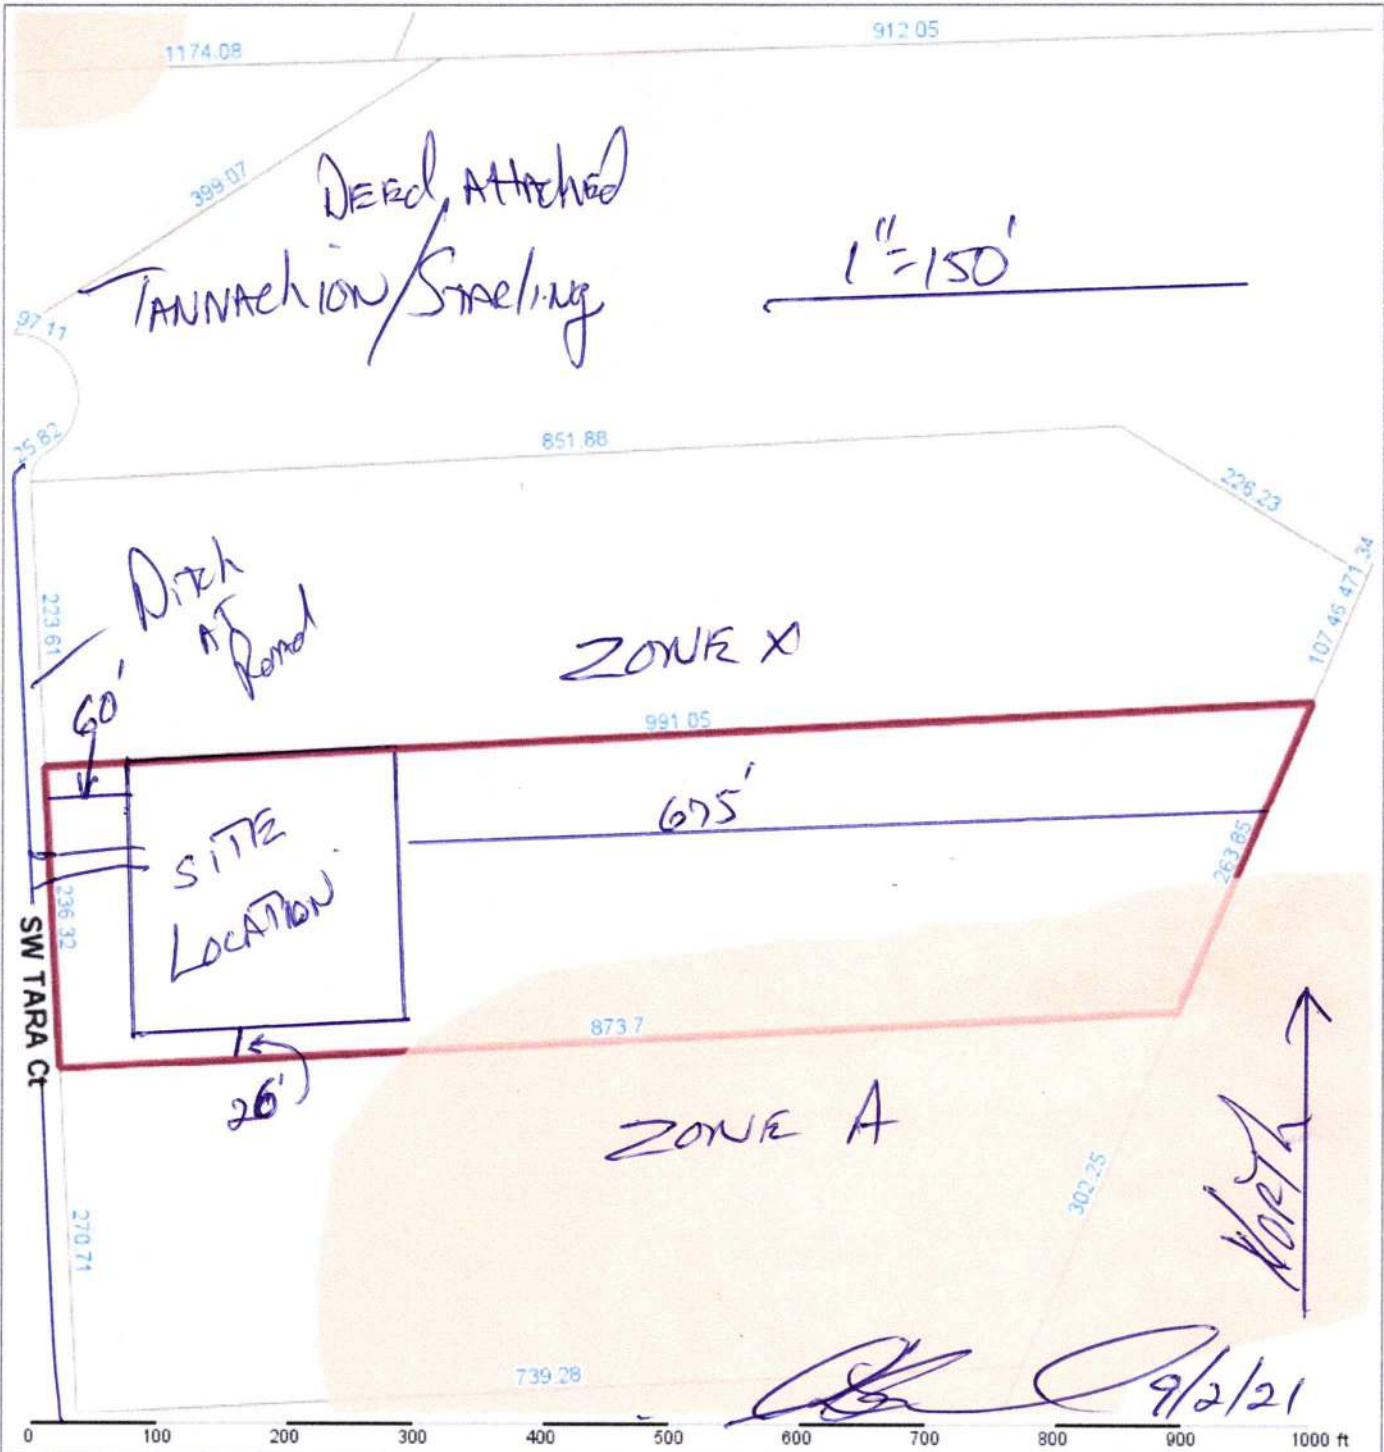 1174.08
912.05
399.07
DEEd AttAchEd
TANNAChION/StArling
1"=150'
97.11
25.82
851.88
226.23
Ditch
AT
Road
223.61
107.46 471.34
60'
ZONE X
991.05
675'
SITE
LOCATION
263.85
236.32
SW TARA Ct
873.7
26'
ZONE A
302.25
NORTh
270.71
739.28
9/2/21
0 100 200 300 400 500 600 700 800 900 1000 ft